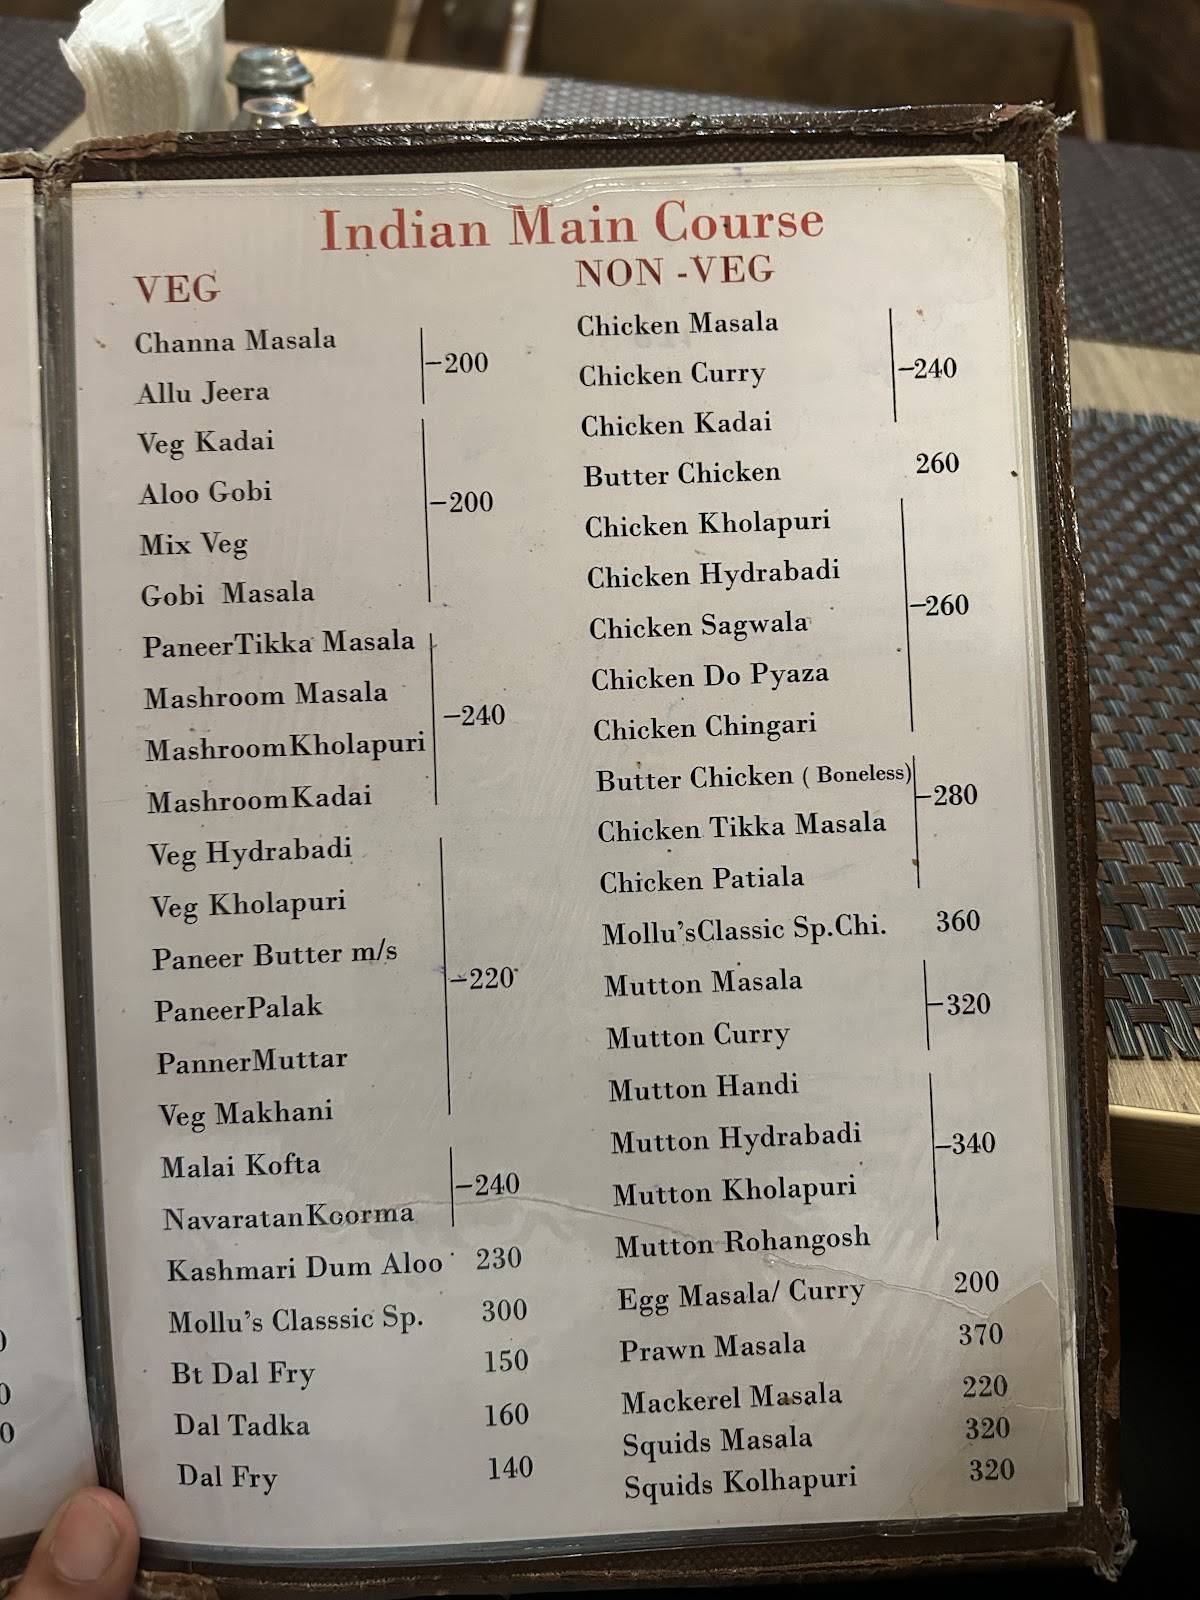 Indian Main Course
VEG
Channa Masala
Allu Jeera
-200
Veg Kadai
Aloo Gobi
Mix Veg
Gobi Masala
-200
PaneerTikka Masala
Mashroom Masala
MashroomKholapuri
MashroomKadai
-240
Veg Hydrabadi
Veg Kholapuri
Paneer Butter m/s
PaneerPalak
PannerMuttar
Veg Makhani
-220
Malai Kofta
NavaratanKoorma
-240
Kashmari Dum Aloo 230
Mollu's Classsic Sp. 300
Bt Dal Fry 150
Dal Tadka 160
Dal Fry 140
NON -VEG
Chicken Masala
Chicken Curry
Chicken Kadai
-240
Butter Chicken 260
Chicken Kholapuri
Chicken Hydrabadi
Chicken Sagwala
Chicken Do Pyaza
Chicken Chingari
-260
Butter Chicken ( Boneless)
Chicken Tikka Masala
Chicken Patiala
-280
Mollu'sClassic Sp.Chi. 360
Mutton Masala
Mutton Curry
-320
Mutton Handi
Mutton Hydrabadi
Mutton Kholapuri
Mutton Rohangosh
-340
Egg Masala/ Curry 200
Prawn Masala 370
Mackerel Masala 220
Squids Masala 320
Squids Kolhapuri 320